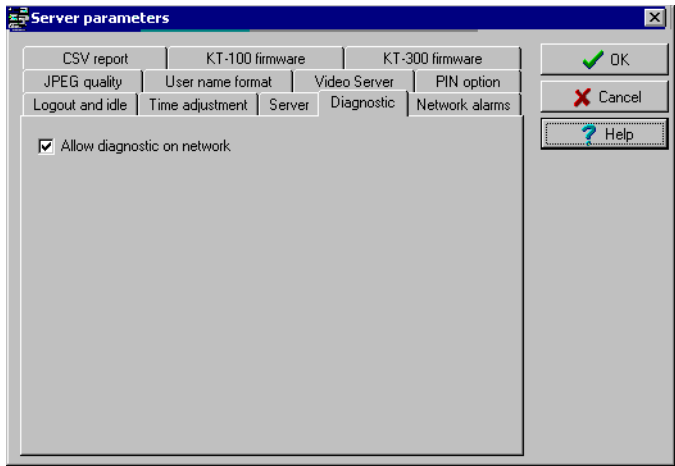 Server parameters
CSV report KT-100 firmware KT-300 firmware
OK
JPEG quality User name format Video Server PIN option
Logout and idle Time adjustment Server Diagnostic Network alarms
Cancel
Help
Allow diagnostic on network